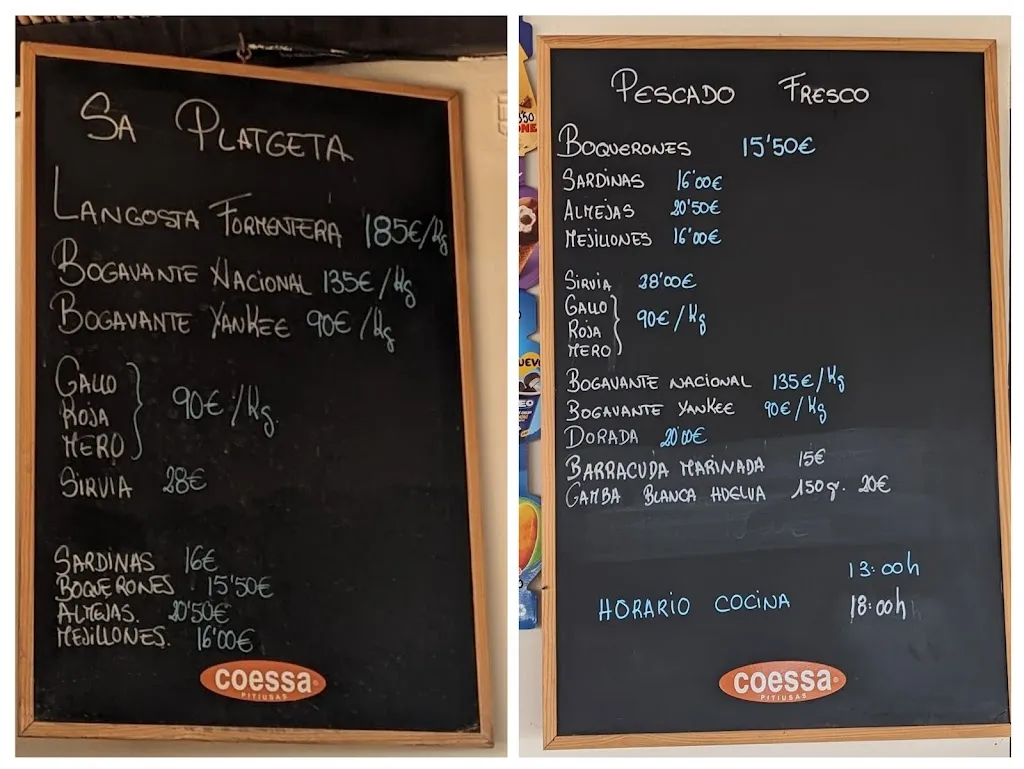 SA PLATGETA
LANGOSTA FORMENTERA 185€/Kg
BOGAVANTE NACIONAL 135€/Kg
BOGAVANTE YANKEE 90€/Kg
GALLO
ROJA
MERO
90€/Kg.
SIRVIA 28€
SARDINAS 16€
BOQUERONES 15'50€
ALMEJAS. 20'50€
MEJILLONES. 16'00€
coessa
PITIUSAS
PESCADO FRESCO
BOQUERONES 15'50€
SARDINAS 16'00€
ALMEJAS 20'50€
MEJILLONES 16'00€
SIRVIA 28'00€
GALLO
ROJA
MERO
90€/Kg
BOGAVANTE NACIONAL 135€/Kg
BOGAVANTE YANKEE 90€/Kg
DORADA 20'00€
BARRACUDA MARINADA 15€
GAMBA BLANCA HUELVA 150gr. 20€
13:00h
HORARIO COCINA 18:00h
coessa
PITIUSAS